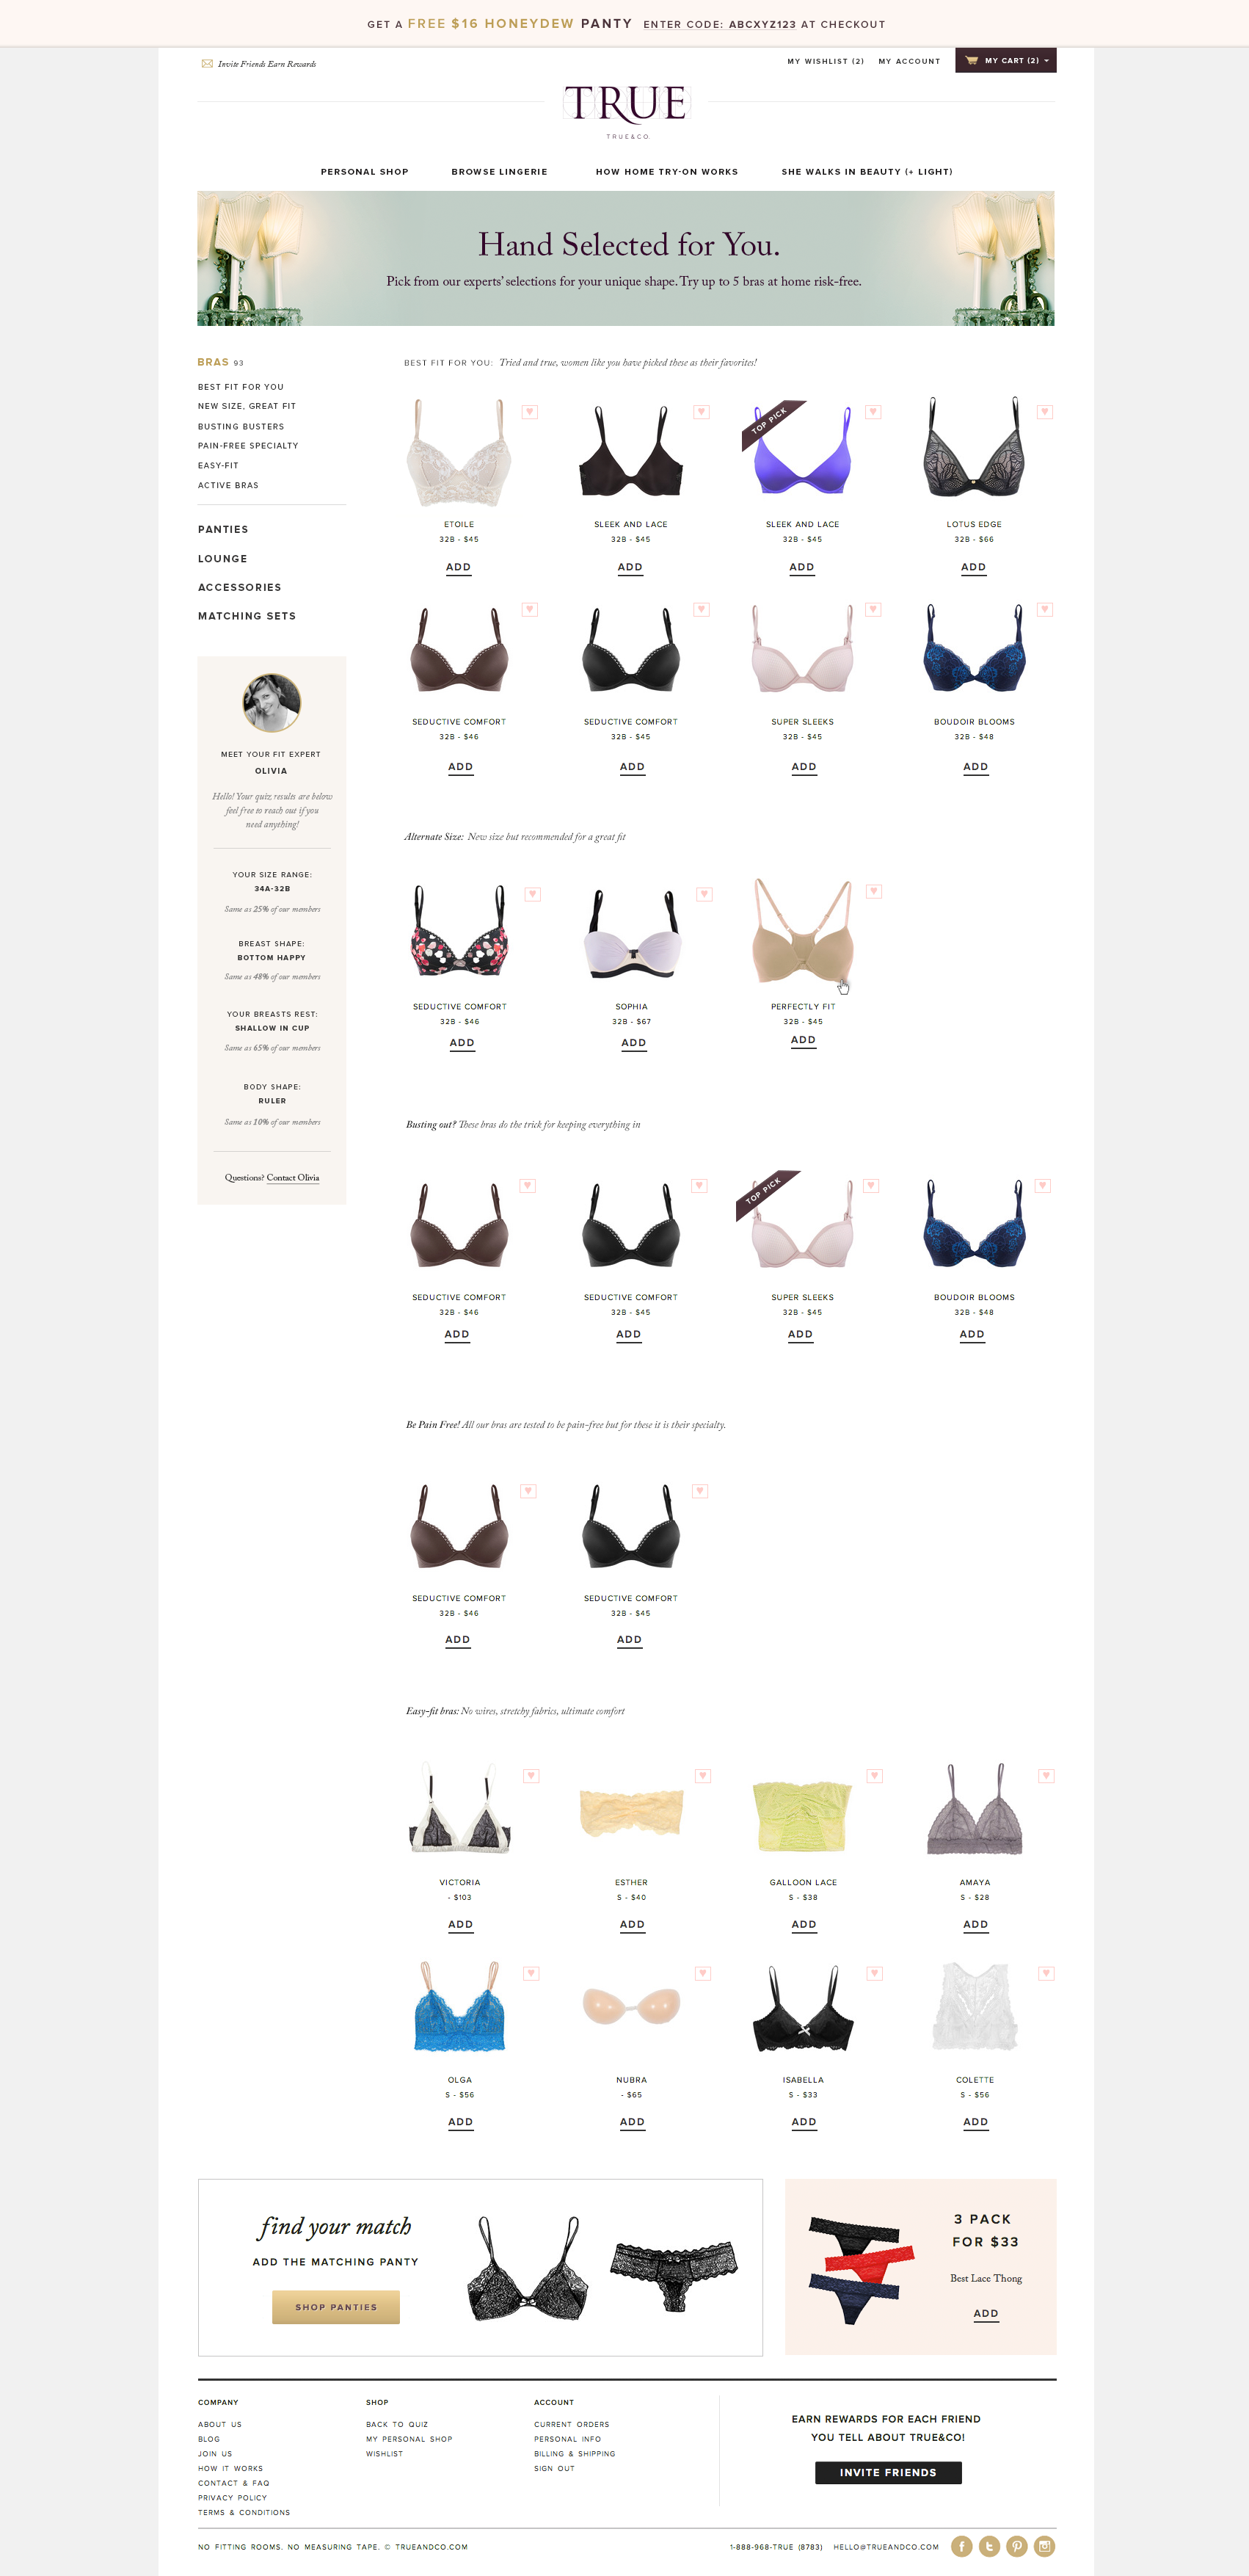 GET A FREE $16 HONEYDEW PANTY ENTER CODE: ABCXYZ123 AT CHECKOUT
Invite Friends Earn Rewards
MY WISHLIST (2) MY ACCOUNT MY CART (2)
TRUE
TRUE&CO.
PERSONAL SHOP BROWSE LINGERIE HOW HOME TRY-ON WORKS SHE WALKS IN BEAUTY (+ LIGHT)
Hand Selected for You.
Pick from our experts' selections for your unique shape. Try up to 5 bras at home risk-free.
BRAS 93
BEST FIT FOR YOU
NEW SIZE, GREAT FIT
BUSTING BUSTERS
PAIN-FREE SPECIALTY
EASY-FIT
ACTIVE BRAS
PANTIES
LOUNGE
ACCESSORIES
MATCHING SETS
MEET YOUR FIT EXPERT
OLIVIA
Hello! Your quiz results are below
feel free to reach out if you
need anything!
YOUR SIZE RANGE:
34A-32B
Same as 25% of our members
BREAST SHAPE:
BOTTOM HAPPY
Same as 48% of our members
YOUR BREASTS REST:
SHALLOW IN CUP
Same as 65% of our members
BODY SHAPE:
RULER
Same as 10% of our members
Questions? Contact Olivia
BEST FIT FOR YOU: Tried and true, women like you have picked these as their favorites!
TOP PICK
ETOILE SLEEK AND LACE SLEEK AND LACE LOTUS EDGE
32B - $45 32B - $45 32B - $45 32B - $66
ADD ADD ADD ADD
SEDUCTIVE COMFORT SEDUCTIVE COMFORT SUPER SLEEKS BOUDOIR BLOOMS
32B - $46 32B - $45 32B - $45 32B - $48
ADD ADD ADD ADD
Alternate Size: New size but recommended for a great fit
SEDUCTIVE COMFORT SOPHIA PERFECTLY FIT
32B - $46 32B - $67 32B - $45
ADD ADD ADD
Busting out? These bras do the trick for keeping everything in
TOP PICK
SEDUCTIVE COMFORT SEDUCTIVE COMFORT SUPER SLEEKS BOUDOIR BLOOMS
32B - $46 32B - $45 32B - $45 32B - $48
ADD ADD ADD ADD
Be Pain Free! All our bras are tested to be pain-free but for these it is their specialty.
SEDUCTIVE COMFORT SEDUCTIVE COMFORT
32B - $46 32B - $45
ADD ADD
Easy-fit bras: No wires, stretchy fabrics, ultimate comfort
VICTORIA ESTHER GALLOON LACE AMAYA
- $103 S - $40 S - $38 S - $28
ADD ADD ADD ADD
OLGA NUBRA ISABELLA COLETTE
S - $56 - $65 S - $33 S - $56
ADD ADD ADD ADD
find your match
ADD THE MATCHING PANTY
SHOP PANTIES
3 PACK
FOR $33
Best Lace Thong
ADD
COMPANY
ABOUT US
BLOG
JOIN US
HOW IT WORKS
CONTACT & FAQ
PRIVACY POLICY
TERMS & CONDITIONS
SHOP
BACK TO QUIZ
MY PERSONAL SHOP
WISHLIST
ACCOUNT
CURRENT ORDERS
PERSONAL INFO
BILLING & SHIPPING
SIGN OUT
EARN REWARDS FOR EACH FRIEND
YOU TELL ABOUT TRUE&CO!
INVITE FRIENDS
NO FITTING ROOMS. NO MEASURING TAPE. © TRUEANDCO.COM
1-888-968-TRUE (8783) HELLO@TRUEANDCO.COM